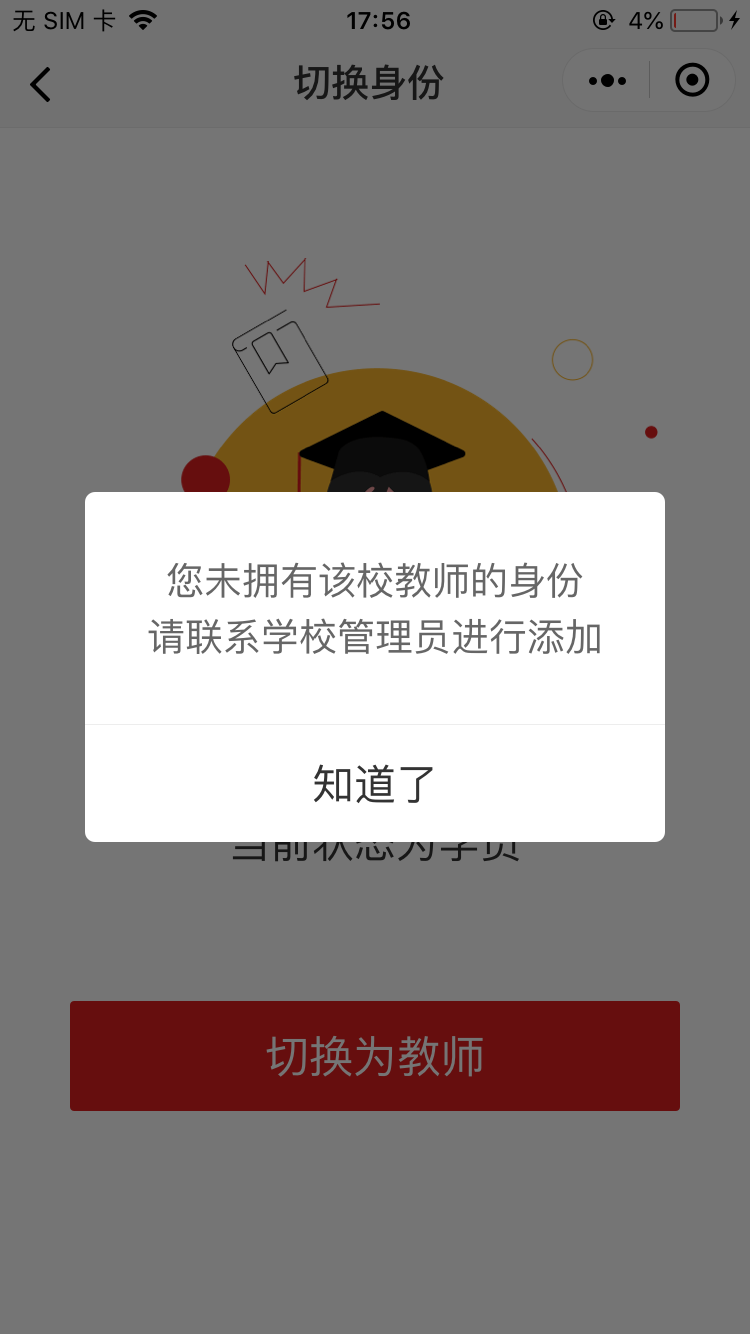 无 SIM 卡
17:56
4%
切换身份
您未拥有该校教师的身份
请联系学校管理员进行添加
知道了
当前状态为学员
切换为教师